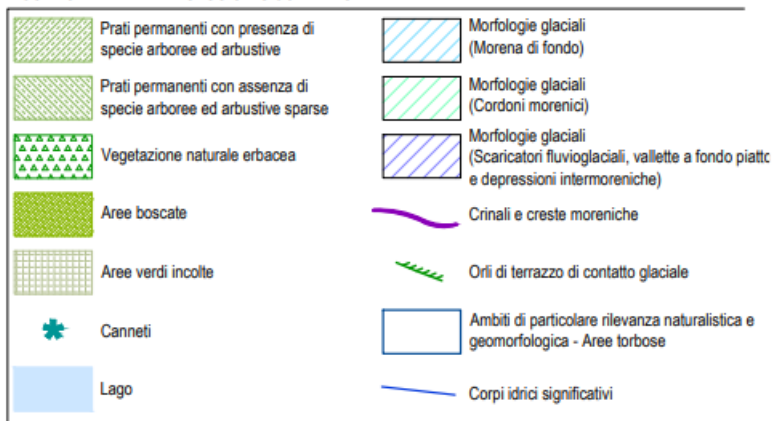 Prati permanenti con presenza di
specie arboree ed arbustive
Prati permanenti con assenza di
specie arboree ed arbustive sparse
Vegetazione naturale erbacea
Aree boscate
Aree verdi incolte
Canneti
Lago
Morfologie glaciali
(Morena di fondo)
Morfologie glaciali
(Cordoni morenici)
Morfologie glaciali
(Scaricatori fluvioglaciali, vallette a fondo piatto
e depressioni intermoreniche)
Crinali e creste moreniche
Orli di terrazzo di contatto glaciale
Ambiti di particolare rilevanza naturalistica e
geomorfologica - Aree torbose
Corpi idrici significativi